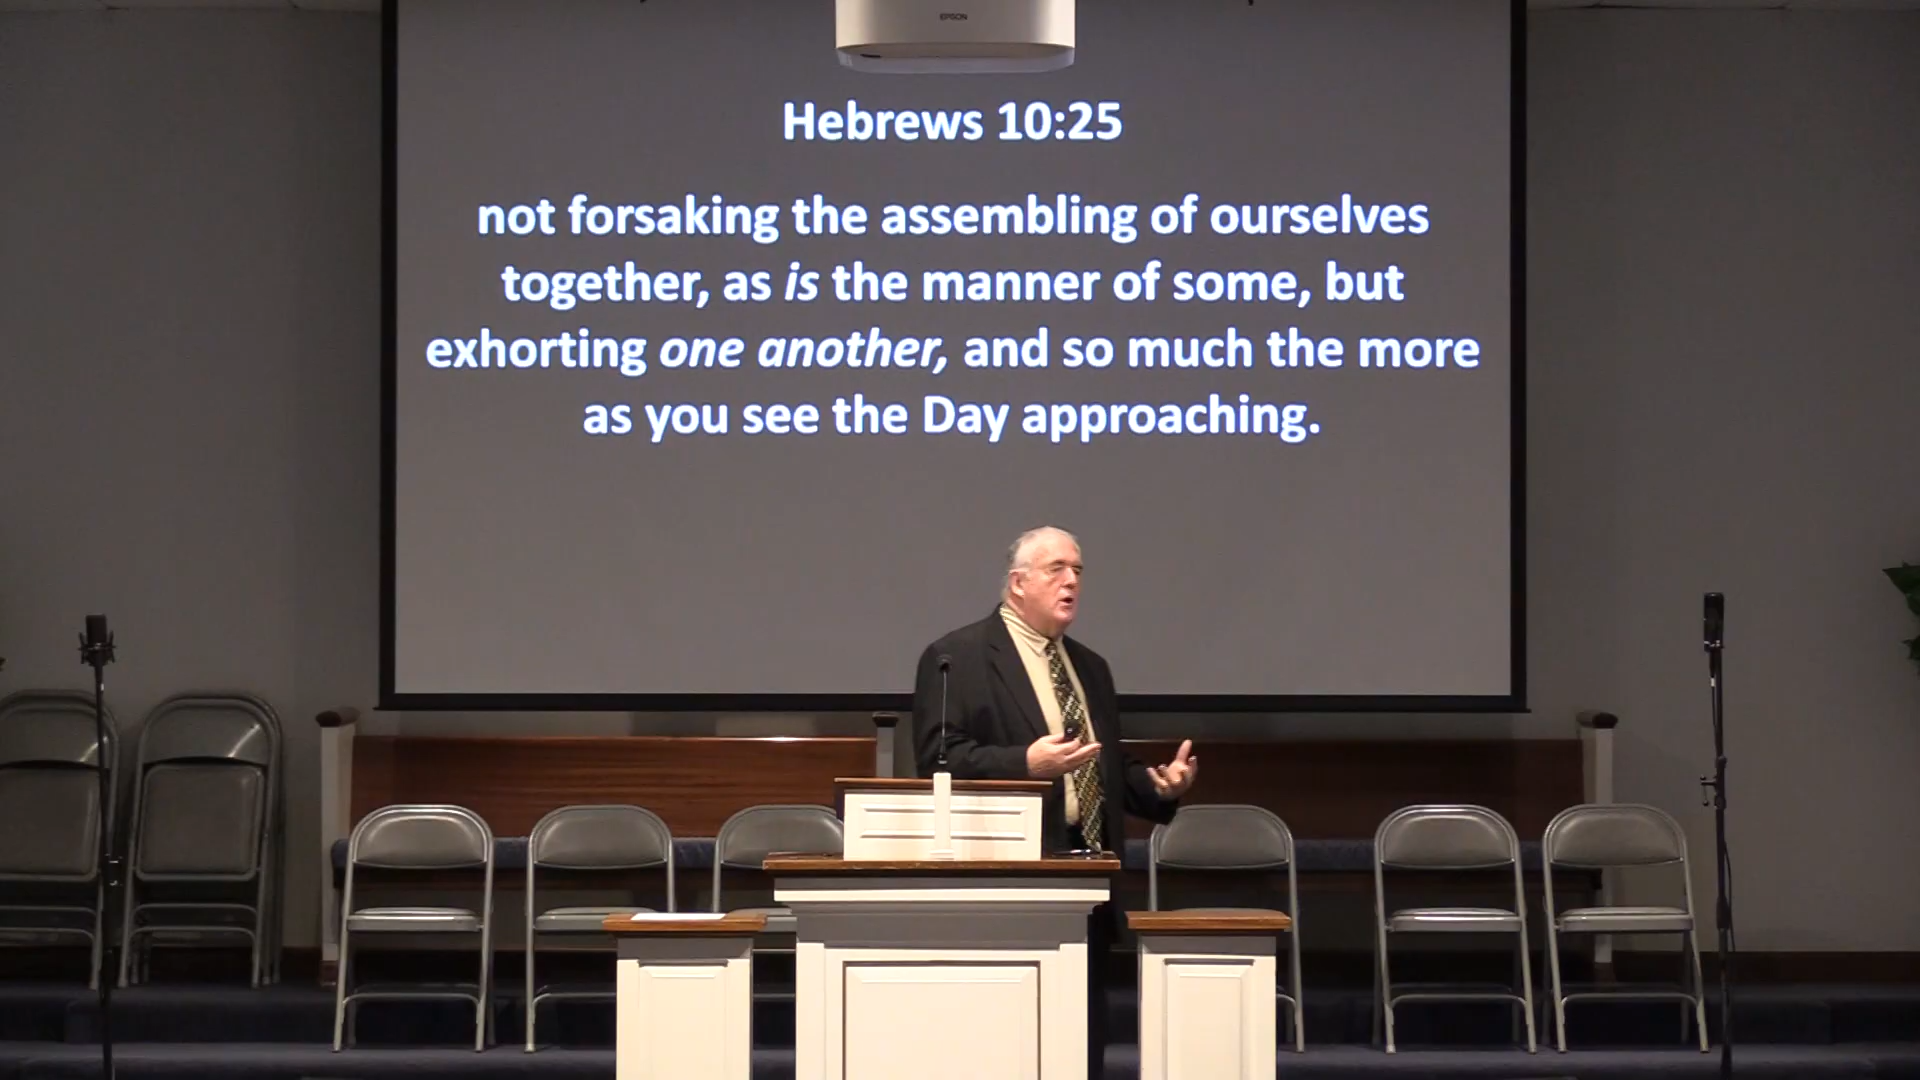 EPSON
Hebrews 10:25
not forsaking the assembling of ourselves
together, as is the manner of some, but
exhorting one another, and so much the more
as you see the Day approaching.